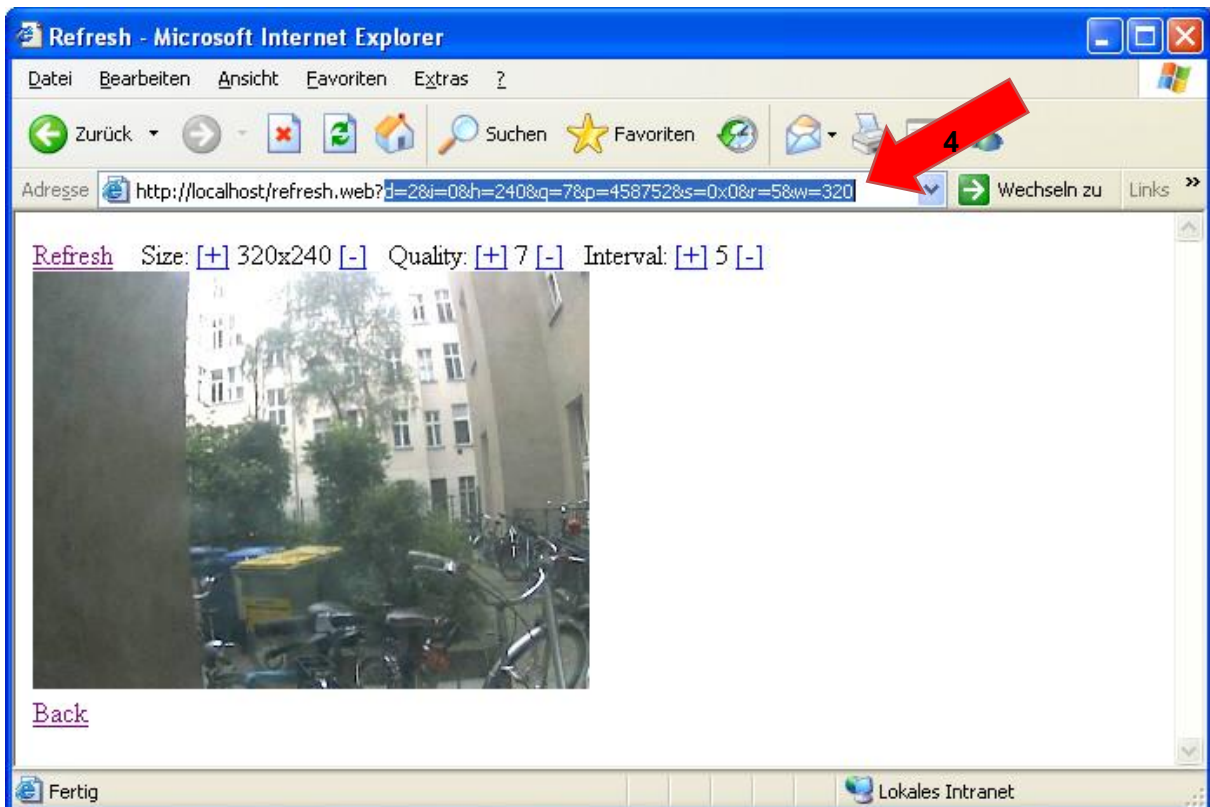 Refresh - Microsoft Internet Explorer
Datei Bearbeiten Ansicht Favoriten Extras ?
Zurück Suchen Favoriten
4
Adresse http://localhost/refresh.web?d=2&i=0&h=240&q=7&p=458752&s=0x0&r=5&w=320 Wechseln zu Links »
Refresh Size: [+] 320x240 [-] Quality: [+] 7 [-] Interval: [+] 5 [-]
Back
Fertig Lokales Intranet